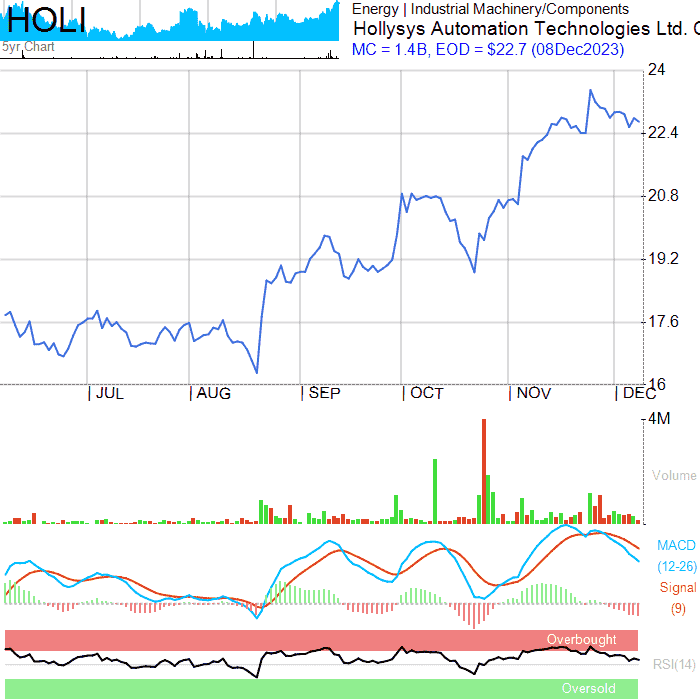 HOLI
5yr Chart
Energy | Industrial Machinery/Components
Hollysys Automation Technologies Ltd. C
MC = 1.4B, EOD = $22.7 (08Dec2023)
24
22.4
20.8
19.2
17.6
16
JUL AUG SEP OCT NOV DEC
4M
Volume
MACD
(12-26)
Signal
(9)
Overbought
RSI(14)
Oversold